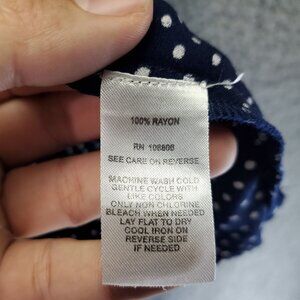 100% RAYON
RN 108806
SEE CARE ON REVERSE
MACHINE WASH COLD
GENTLE CYCLE WITH
LIKE COLORS
ONLY NON CHLORINE
BLEACH WHEN NEEDED
LAY FLAT TO DRY
COOL IRON ON
REVERSE SIDE
IF NEEDED